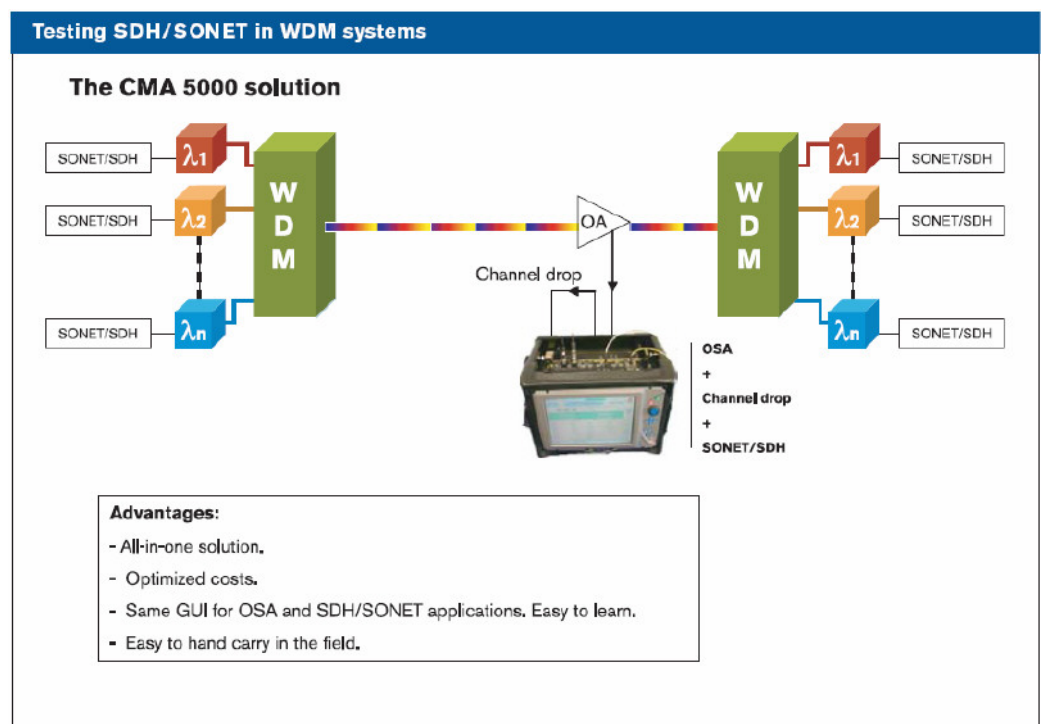 Testing SDH/SONET in WDM systems
The CMA 5000 solution
SONET/SDH
λ1
WDM
λ1
SONET/SDH
SONET/SDH
λ2
OA
λ2
SONET/SDH
Channel drop
SONET/SDH
λn
λn
SONET/SDH
OSA
+
Channel drop
+
SONET/SDH
WDM
Advantages:
- All-in-one solution.
- Optimized costs.
- Same GUI for OSA and SDH/SONET applications. Easy to learn.
- Easy to hand carry in the field.